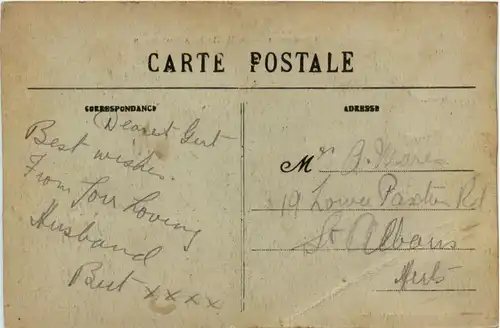 CARTE POSTALE
CORRESPONDANCE
Dearest Gert
Best wishes.
From Your Loving
Husband
Bert xxxx
ADRESSE
Mrs
19 Lower Paxton Rd
St Albans
Herts